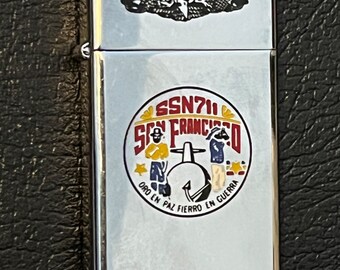 SSN711
SAN FRANCISCO
ORO EN PAZ FIERRO EN GUERRA